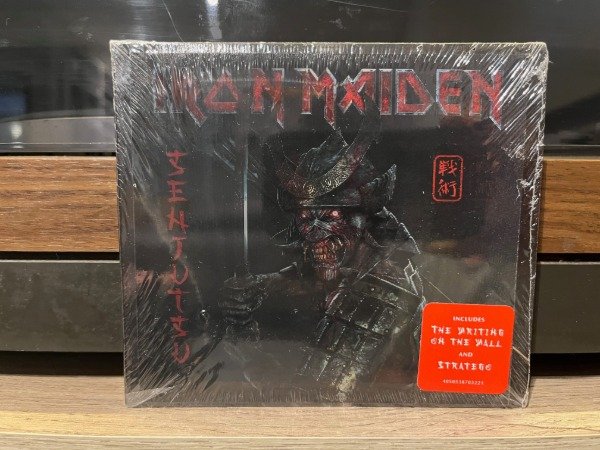 IRON MAIDEN
SENJUTSU
戦術
INCLUDES
THE WRITING
ON THE WALL
AND
STRATEGO